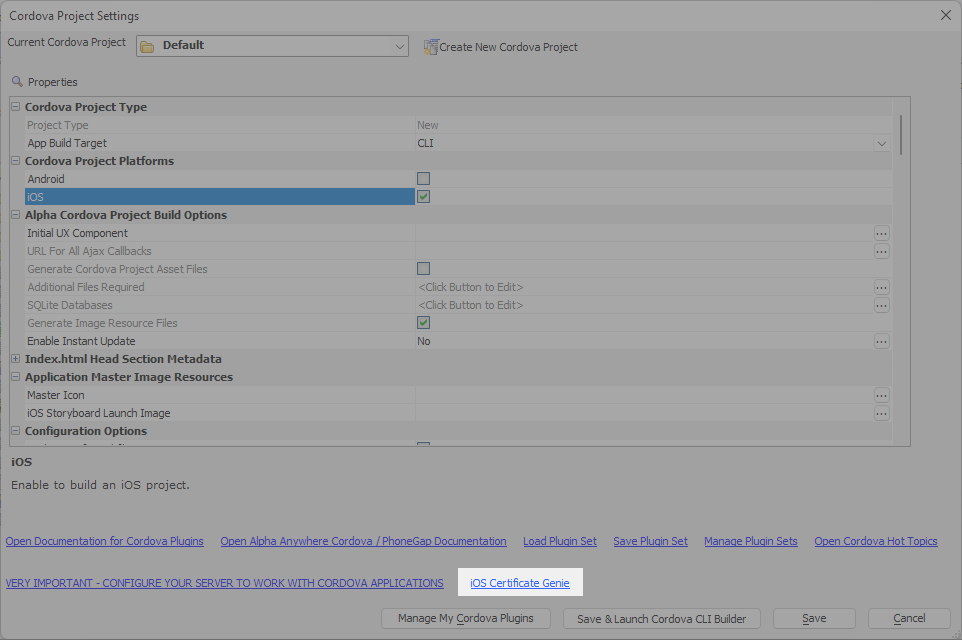 Cordova Project Settings
Current Cordova Project Default Create New Cordova Project
Properties
Cordova Project Type
Project Type New
App Build Target CLI
Cordova Project Platforms
Android
iOS
Alpha Cordova Project Build Options
Initial UX Component ...
URL For All Ajax Callbacks ...
Generate Cordova Project Asset Files
Additional Files Required <Click Button to Edit> ...
SQLite Databases <Click Button to Edit> ...
Generate Image Resource Files
Enable Instant Update No ...
Index.html Head Section Metadata
Application Master Image Resources
Master Icon ...
iOS Storyboard Launch Image ...
Configuration Options
iOS
Enable to build an iOS project.
Open Documentation for Cordova Plugins Open Alpha Anywhere Cordova / PhoneGap Documentation Load Plugin Set Save Plugin Set Manage Plugin Sets Open Cordova Hot Topics
VERY IMPORTANT - CONFIGURE YOUR SERVER TO WORK WITH CORDOVA APPLICATIONS iOS Certificate Genie
Manage My Cordova Plugins Save & Launch Cordova CLI Builder Save Cancel